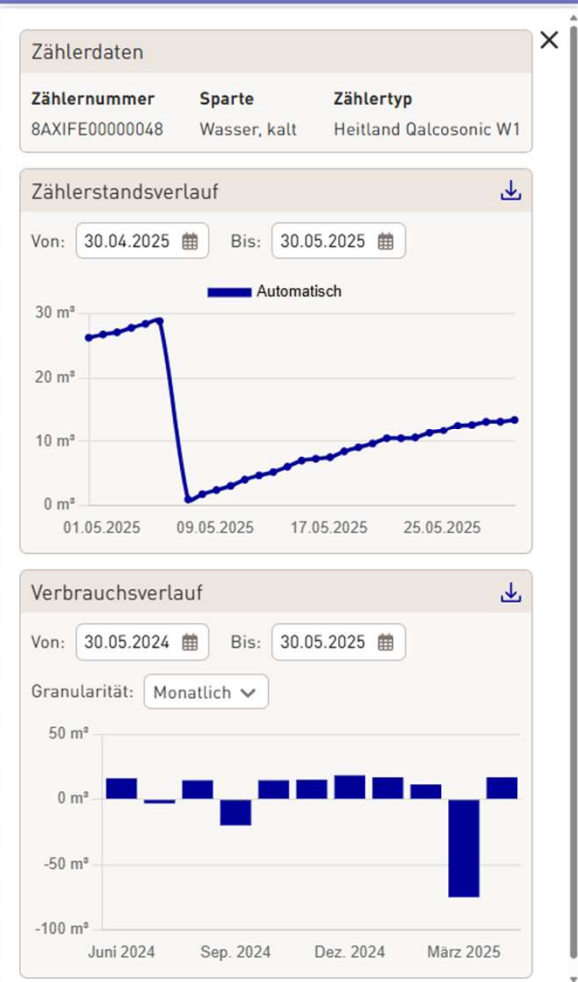 Zählerdaten
Zählernummer Sparte Zählertyp
8AXIFE00000048 Wasser, kalt Heitland Qalcosonic W1
Zählerstandsverlauf
Von: 30.04.2025 Bis: 30.05.2025
Automatisch
30 m³
20 m³
10 m³
0 m³
01.05.2025 09.05.2025 17.05.2025 25.05.2025
Verbrauchsverlauf
Von: 30.05.2024 Bis: 30.05.2025
Granularität: Monatlich
50 m³
0 m³
-50 m³
-100 m³
Juni 2024 Sep. 2024 Dez. 2024 März 2025